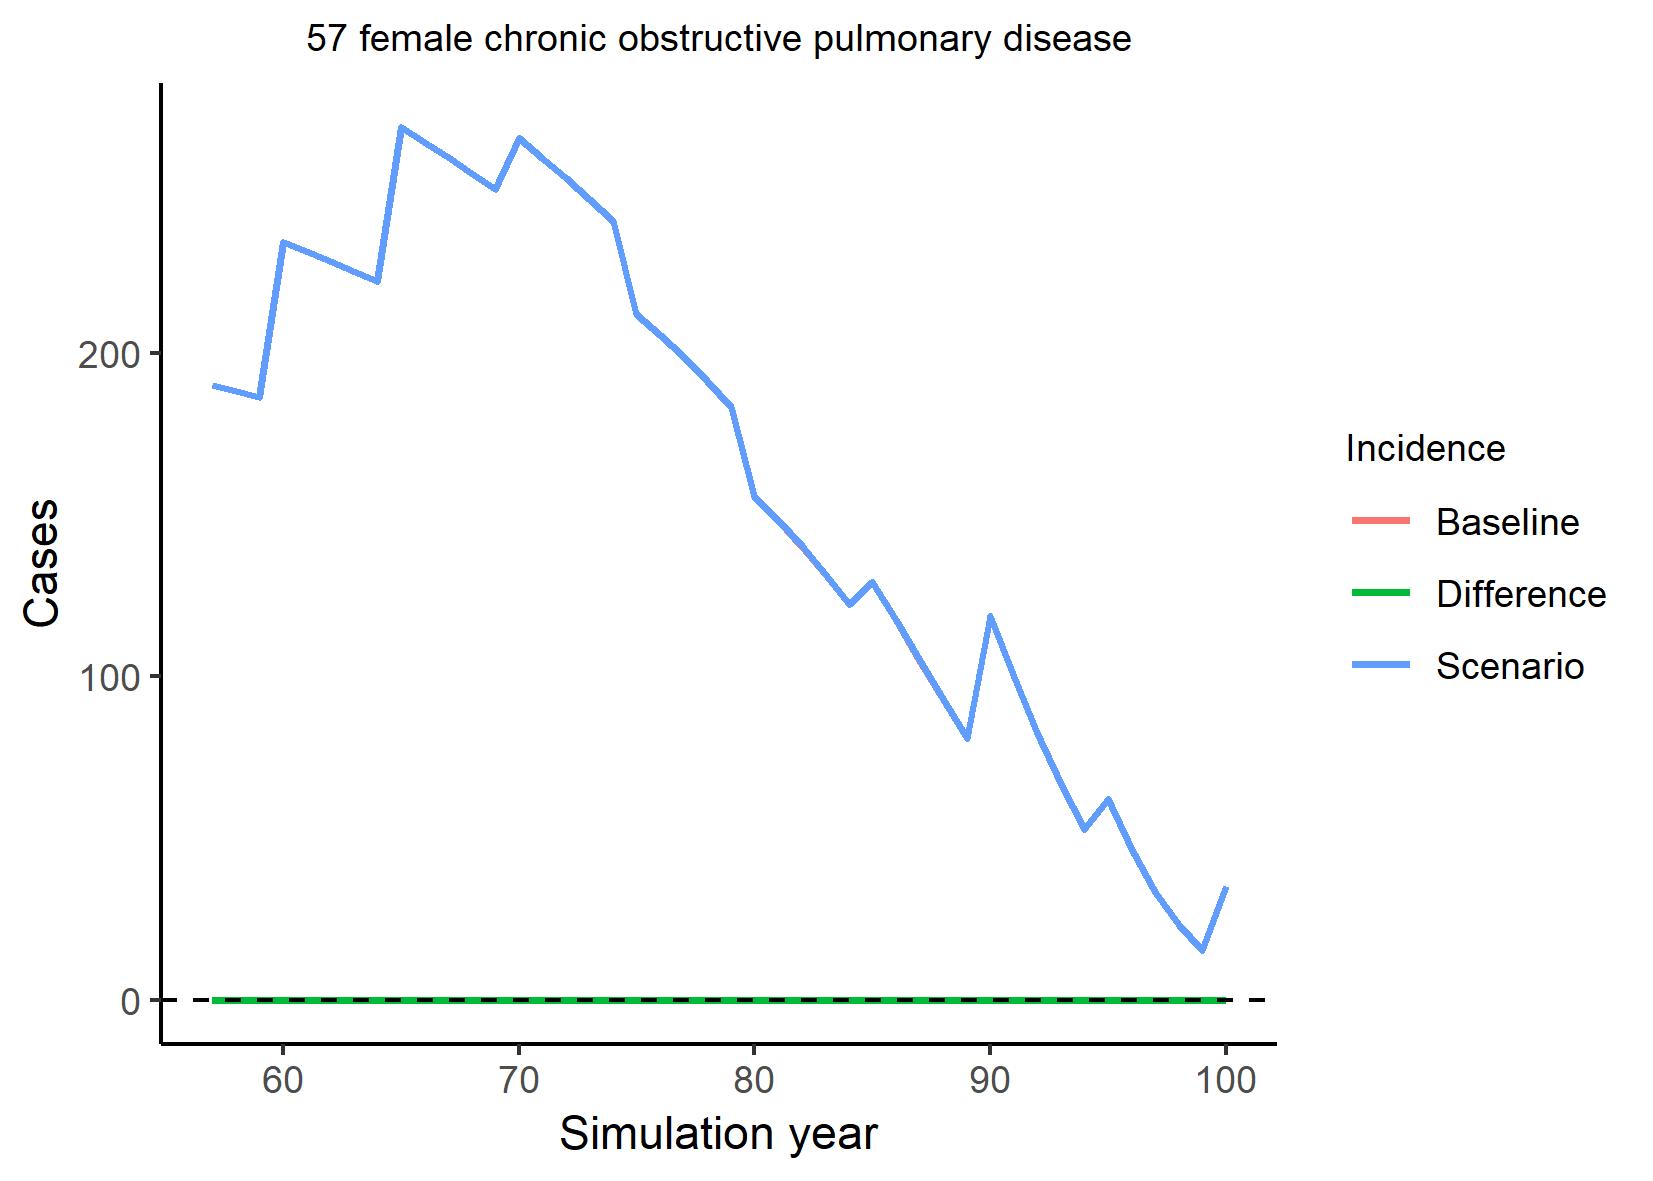 57 female chronic obstructive pulmonary disease
Cases
200
100
0
60 70 80 90 100
Simulation year
Incidence
Baseline
Difference
Scenario